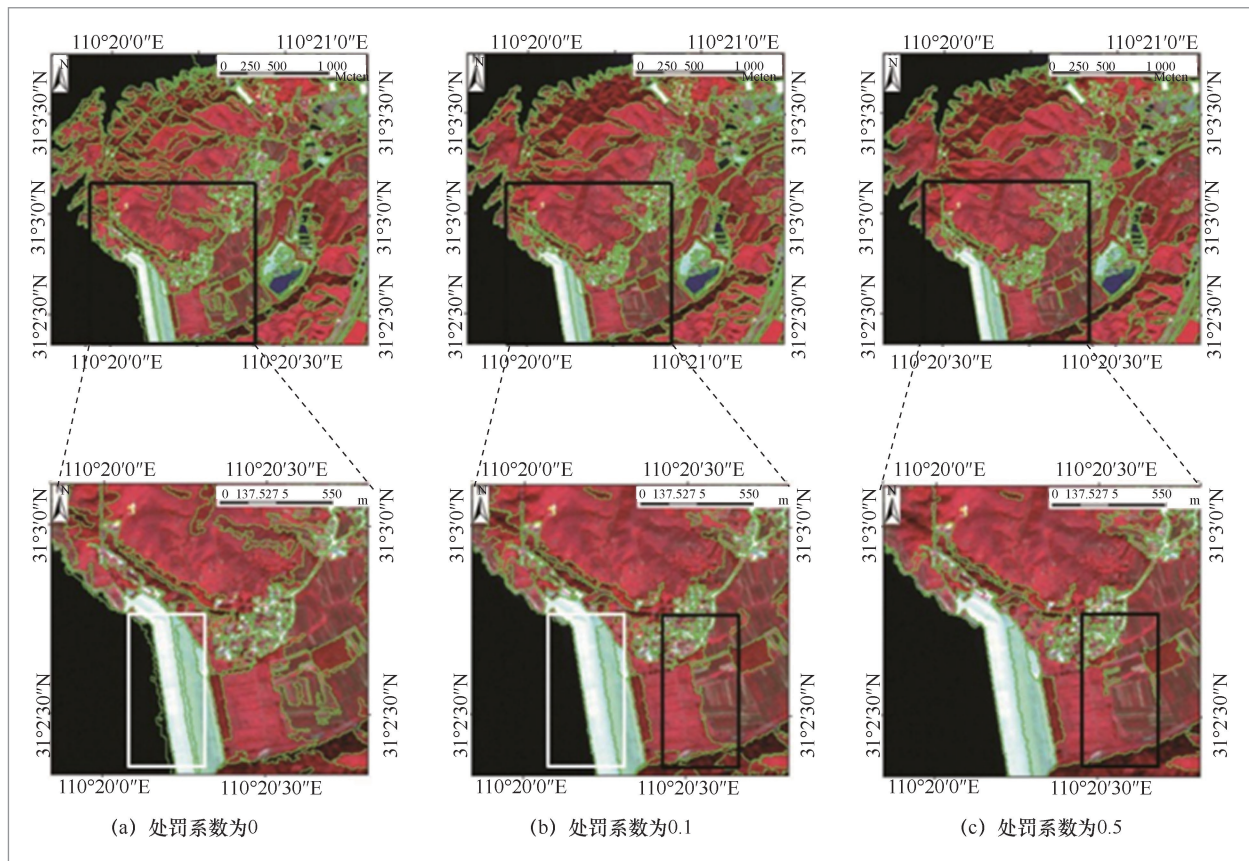 110°20′0″E 110°21′0″E
N
0 250 500 1 000
Mcten
31°3′30″N 31°3′30″N
31°3′0″N 31°3′0″N
31°2′30″N 31°2′30″N
110°20′0″E 110°20′30″E
110°20′0″E 110°21′0″E
N
0 250 500 1 000
Mcten
31°3′30″N 31°3′30″N
31°3′0″N 31°3′0″N
31°2′30″N 31°2′30″N
110°20′0″E 110°21′0″E
110°20′0″E 110°21′0″E
N
0 250 500 1 000
Mcten
31°3′30″N 31°3′30″N
31°3′0″N 31°3′0″N
31°2′30″N 31°2′30″N
110°20′30″E 110°20′30″E
110°20′0″E 110°20′30″E
N
0 137.527 5 550
m
31°3′0″N 31°3′0″N
31°2′30″N 31°2′30″N
110°20′0″E 110°20′30″E
(a) 处罚系数为0
110°20′0″E 110°20′30″E
N
0 137.527 5 550
m
31°3′0″N 31°3′0″N
31°2′30″N 31°2′30″N
110°20′0″E 110°20′30″E
(b) 处罚系数为0.1
110°20′0″E 110°20′30″E
N
0 137.527 5 550
m
31°3′0″N 31°3′0″N
31°2′30″N 31°2′30″N
110°20′0″E 110°20′30″E
(c) 处罚系数为0.5